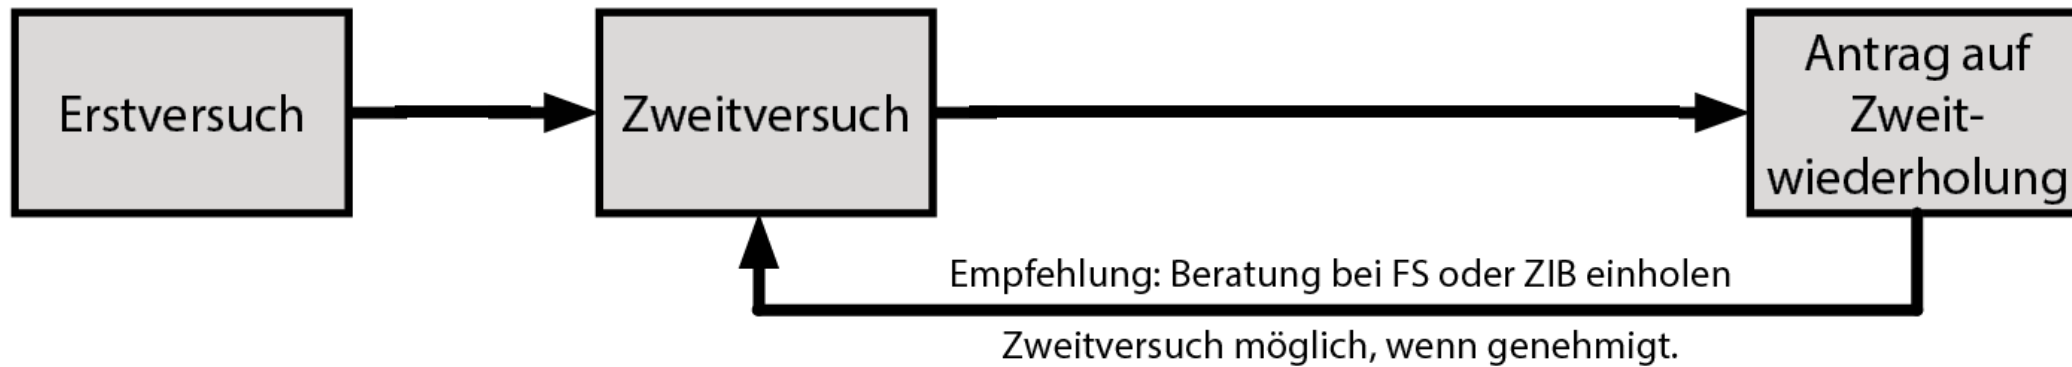 Erstversuch
Zweitversuch
Antrag auf
Zweit-
wiederholung
Empfehlung: Beratung bei FS oder ZIB einholen
Zweitversuch möglich, wenn genehmigt.